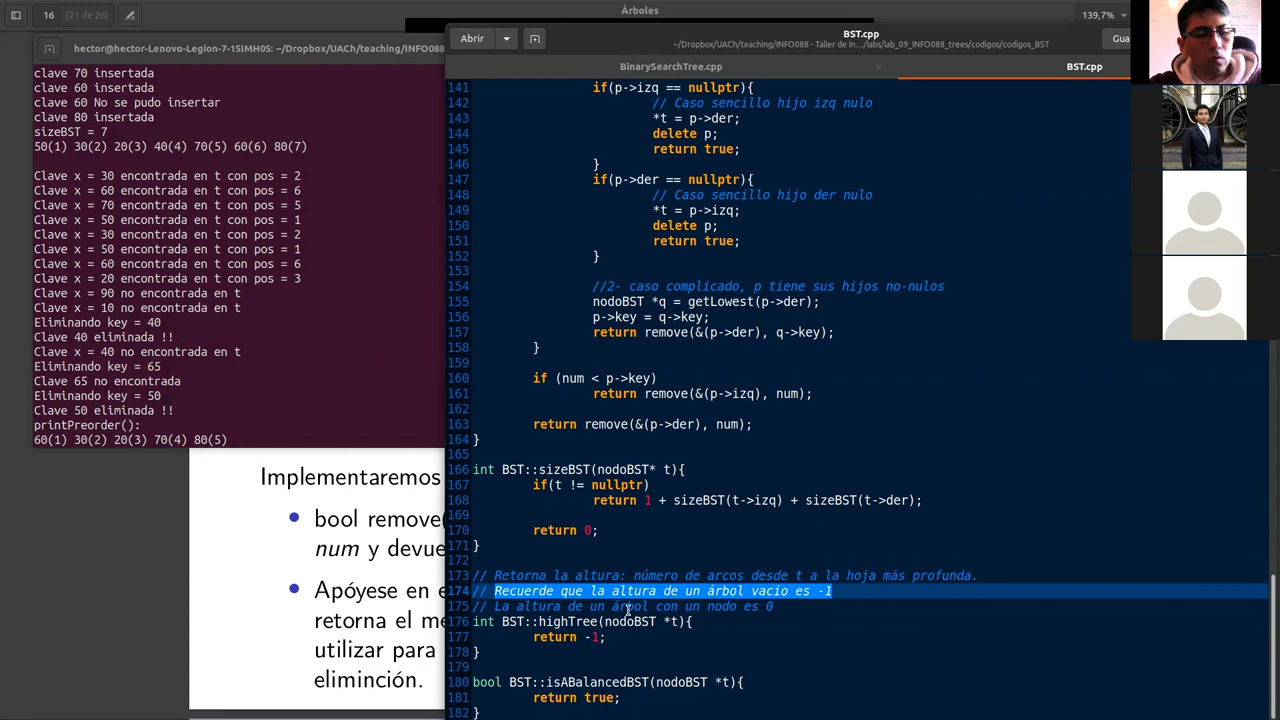 16
(21 de 26)
Árboles
139,7%
hector@hector-Lenovo-Legion-7-15IMH05: ~/Dropbox/UACh/teaching/INFO088
clave 70 insertada
clave 60 insertada
clave 60 No se pudo insertar
clave 80 insertada
sizeBST = 7
50(1) 30(2) 20(3) 40(4) 70(5) 60(6) 80(7)
Clave x = 30 encontrada en t con pos = 2
Clave x = 60 encontrada en t con pos = 6
Clave x = 70 encontrada en t con pos = 5
Clave x = 50 encontrada en t con pos = 1
Clave x = 30 encontrada en t con pos = 2
Clave x = 50 encontrada en t con pos = 1
Clave x = 60 encontrada en t con pos = 6
Clave x = 20 encontrada en t con pos = 3
Clave x = 90 no encontrada en t
Clave x = 10 no encontrada en t
Eliminando key = 40
Clave 40 eliminada !!
Clave x = 40 no encontrada en t
Eliminando key = 65
Clave 65 no encontrada
Eliminando key = 50
Clave 50 eliminada !!
printPreorder():
60(1) 30(2) 20(3) 70(4) 80(5)
Implementaremos
• bool remove(
num y devue
• Apóyese en e
retorna el me
utilizar para
eliminción.
Abrir
BST.cpp
~/Dropbox/UACh/teaching/INFO088 - Taller de In.../labs/lab_09_INFO088_trees/codigos/codigos_BST
Gua
BinarySearchTree.cpp
BST.cpp
141 if(p->izq == nullptr){
142 // Caso sencillo hijo izq nulo
143 *t = p->der;
144 delete p;
145 return true;
146 }
147 if(p->der == nullptr){
148 // Caso sencillo hijo der nulo
149 *t = p->izq;
150 delete p;
151 return true;
152 }
153
154 //2- caso complicado, p tiene sus hijos no-nulos
155 nodoBST *q = getLowest(p->der);
156 p->key = q->key;
157 return remove(&(p->der), q->key);
158 }
159
160 if (num < p->key)
161 return remove(&(p->izq), num);
162
163 return remove(&(p->der), num);
164 }
165
166 int BST::sizeBST(nodoBST* t){
167 if(t != nullptr)
168 return 1 + sizeBST(t->izq) + sizeBST(t->der);
169
170 return 0;
171 }
172
173 // Retorna la altura: número de arcos desde t a la hoja más profunda.
174 // Recuerde que la altura de un árbol vacio es -1
175 // La altura de un árbol con un nodo es 0
176 int BST::highTree(nodoBST *t){
177 return -1;
178 }
179
180 bool BST::isABalancedBST(nodoBST *t){
181 return true;
182 }